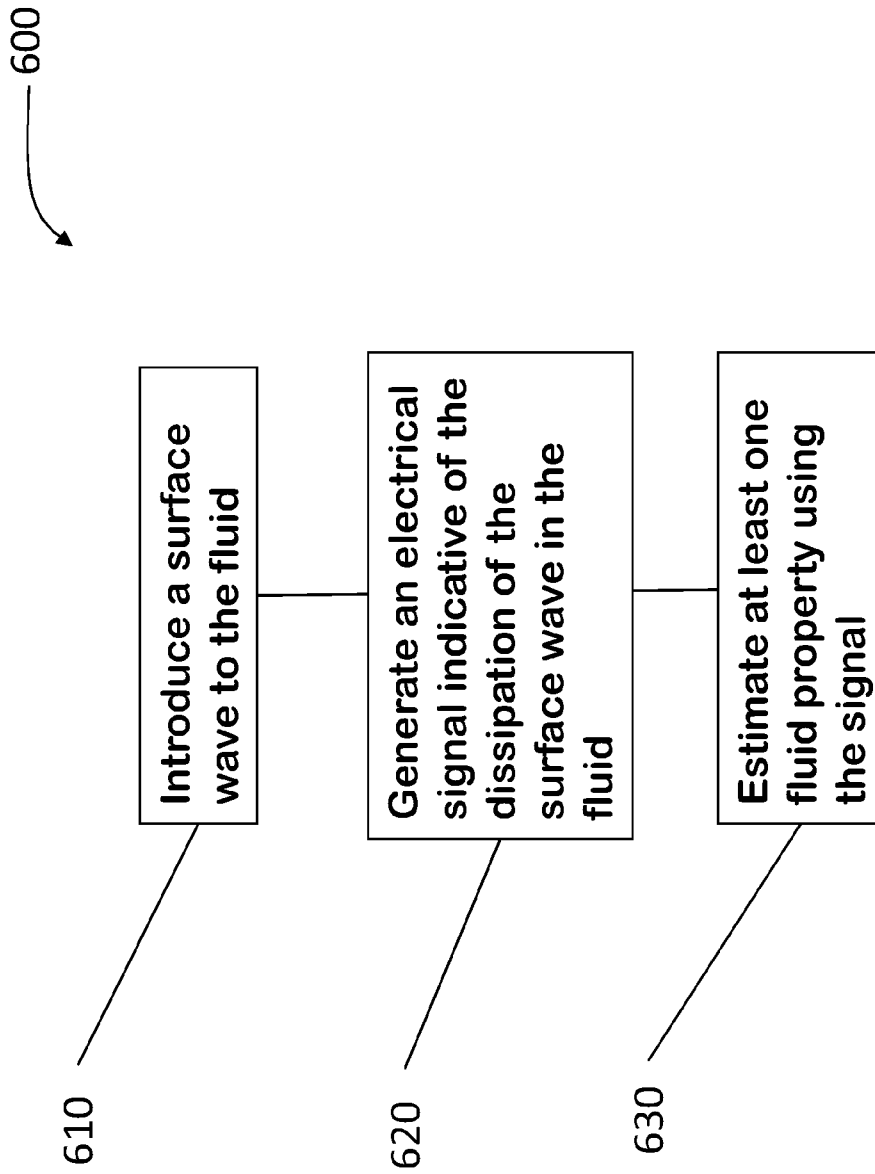 600
610
Introduce a surface
wave to the fluid
620
Generate an electrical
signal indicative of the
dissipation of the
surface wave in the
fluid
630
Estimate at least one
fluid property using
the signal